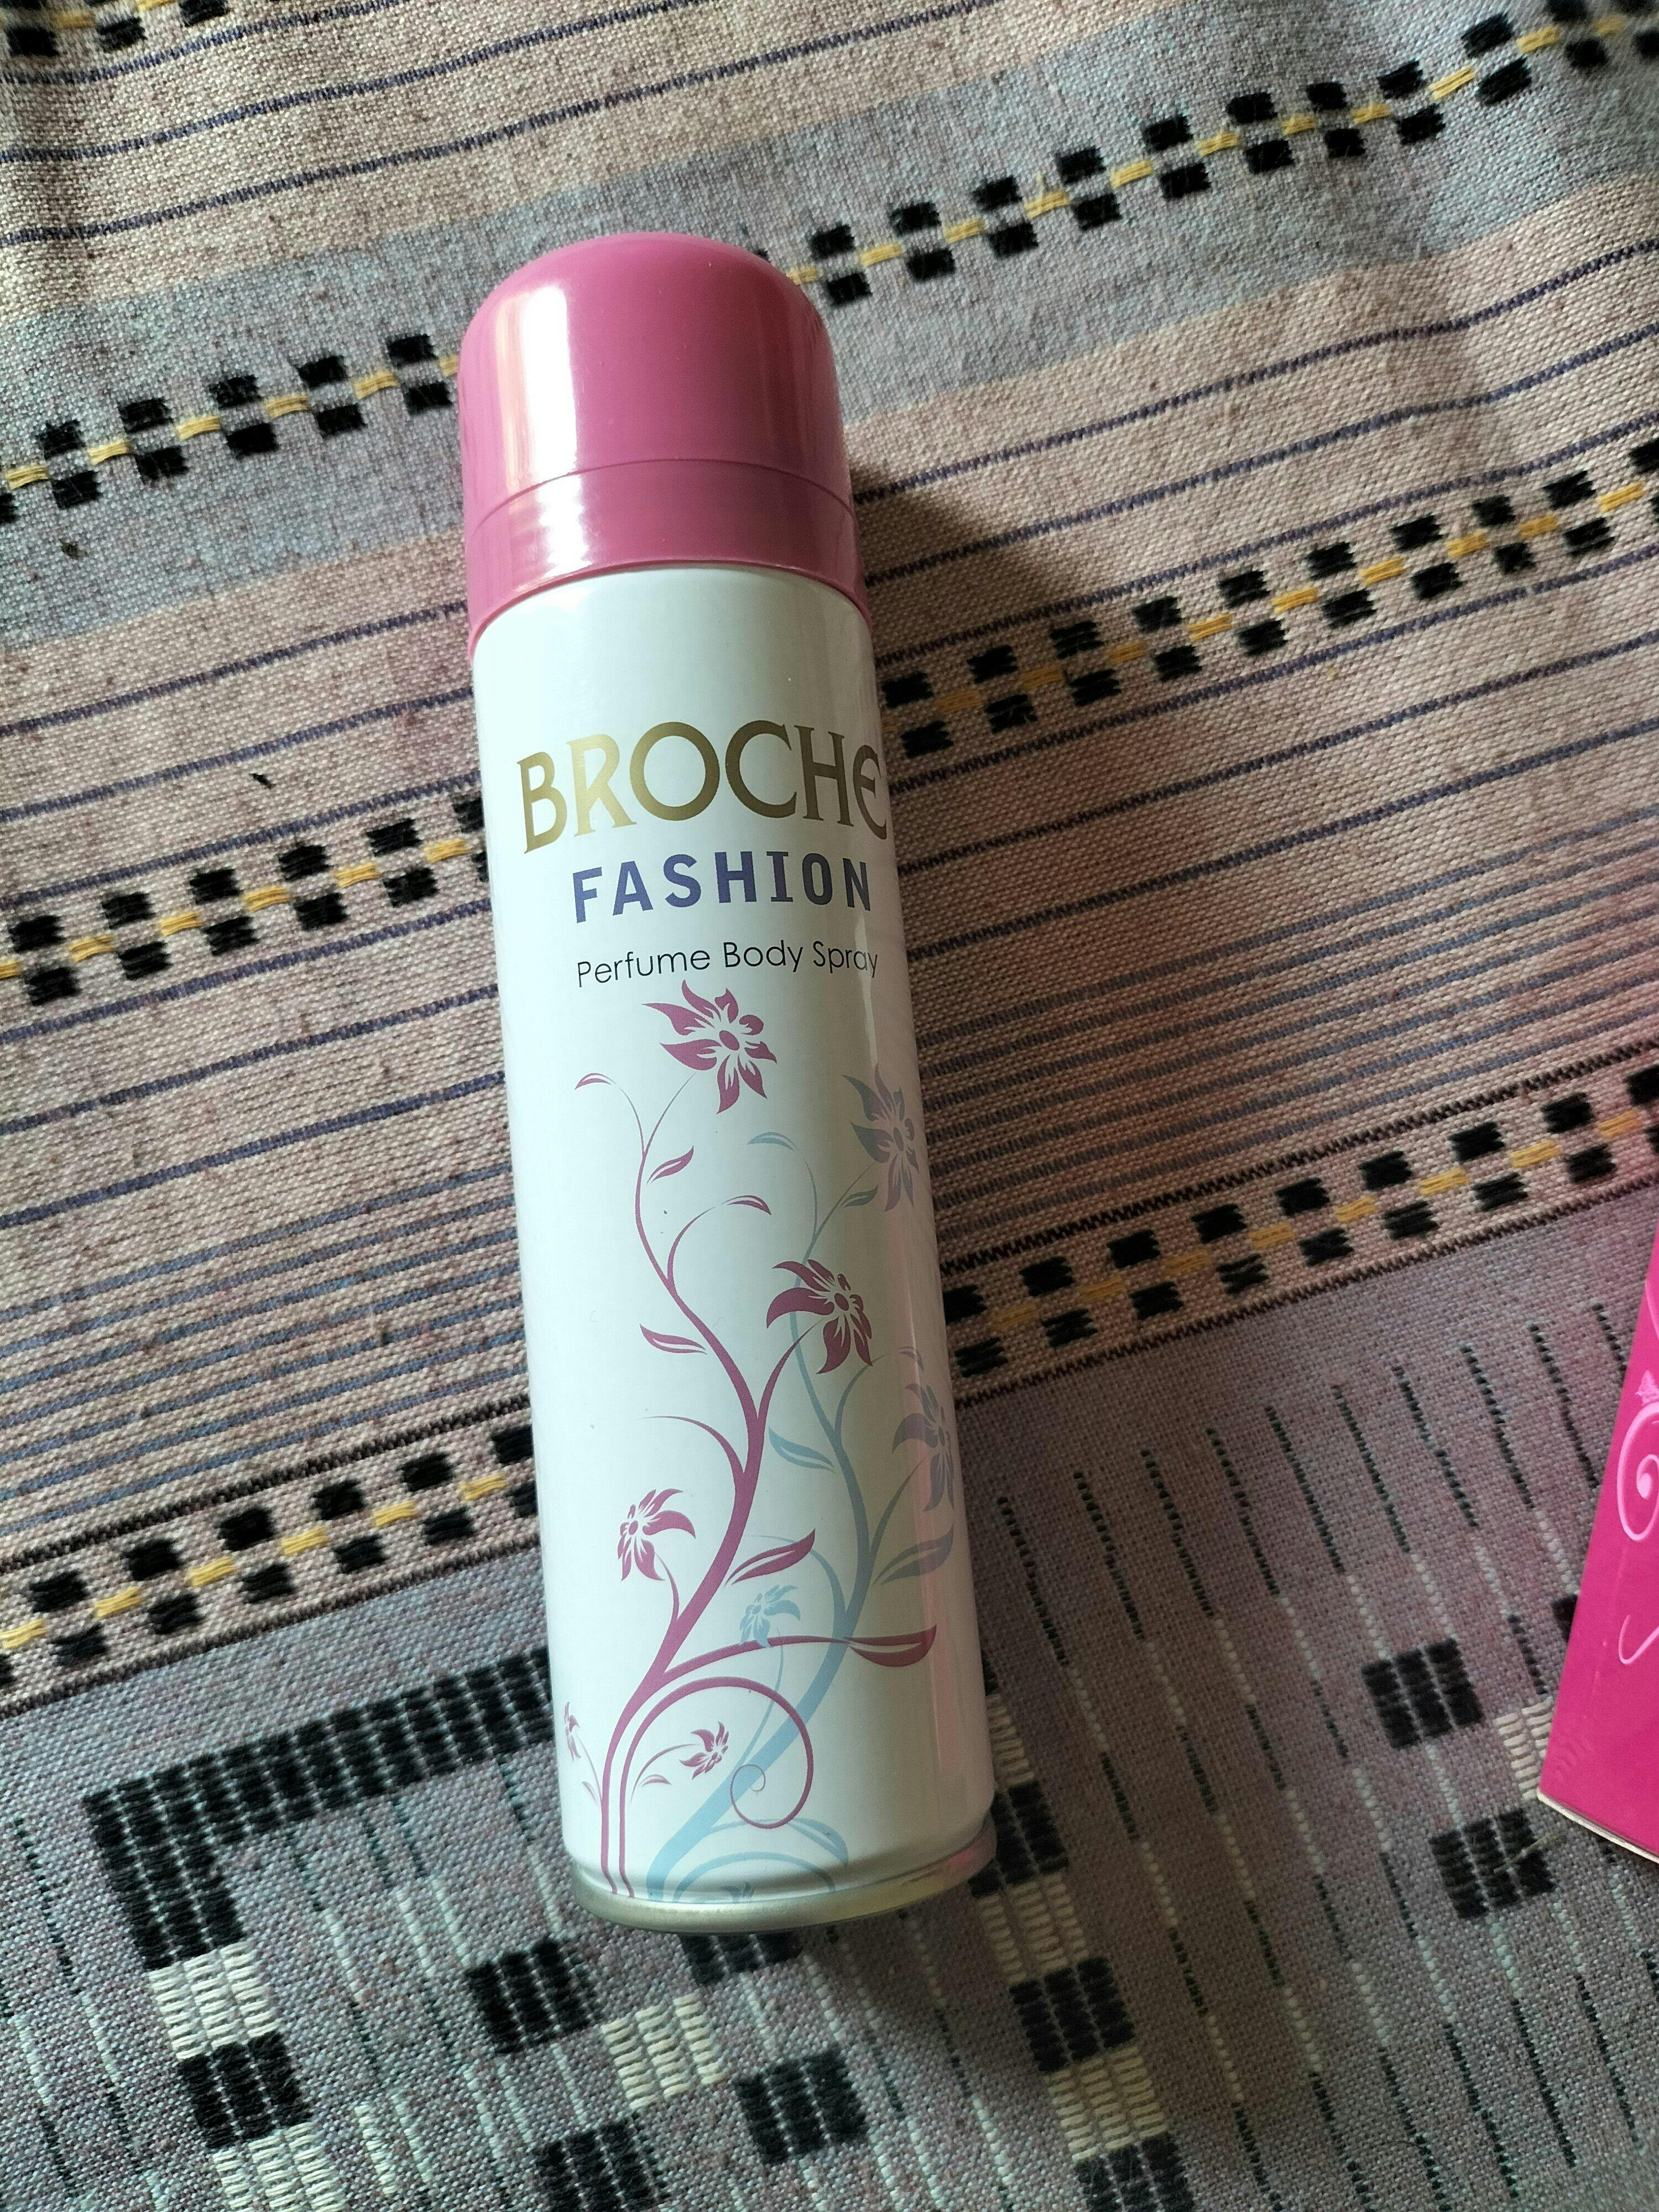 BROCHE
FASHION
Perfume Body Spray